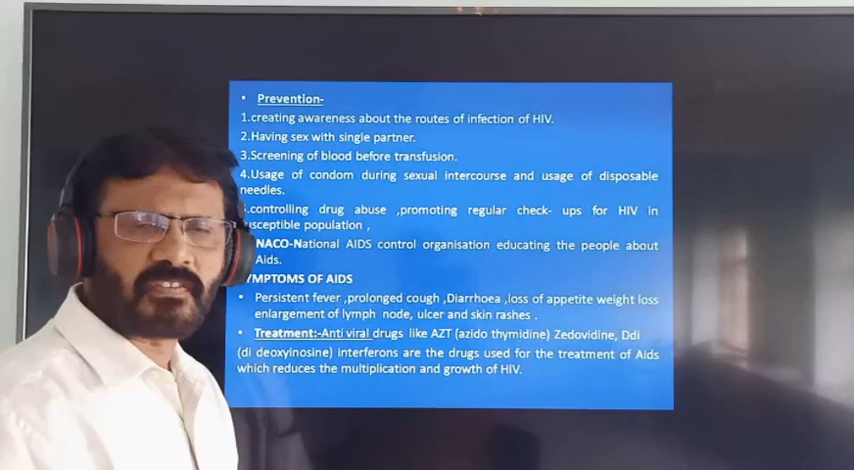 Prevention-
1.creating awareness about the routes of infection of HIV.
2.Having sex with single partner.
3.Screening of blood before transfusion.
4.Usage of condom during sexual intercourse and usage of disposable
needles.
.controlling drug abuse ,promoting regular check- ups for HIV in
usceptible population ,
NACO-National AIDS control organisation educating the people about
Aids.
YMPTOMS OF AIDS
Persistent fever ,prolonged cough ,Diarrhoea ,loss of appetite weight loss
enlargement of lymph node, ulcer and skin rashes .
Treatment:-Anti viral drugs like AZT (azido thymidine) Zedovidine, Ddi
(di deoxyinosine) interferons are the drugs used for the treatment of Aids
which reduces the multiplication and growth of HIV.